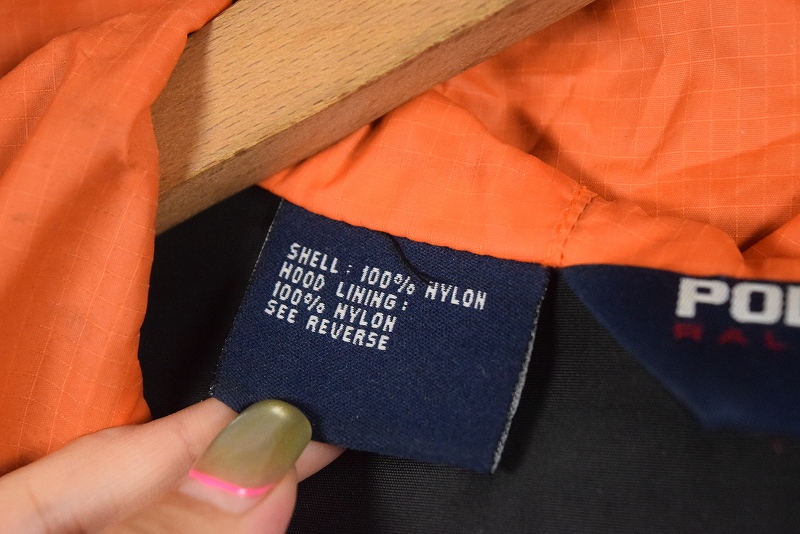 SHELL: 100% NYLON
HOOD LINING:
100% NYLON
SEE REVERSE